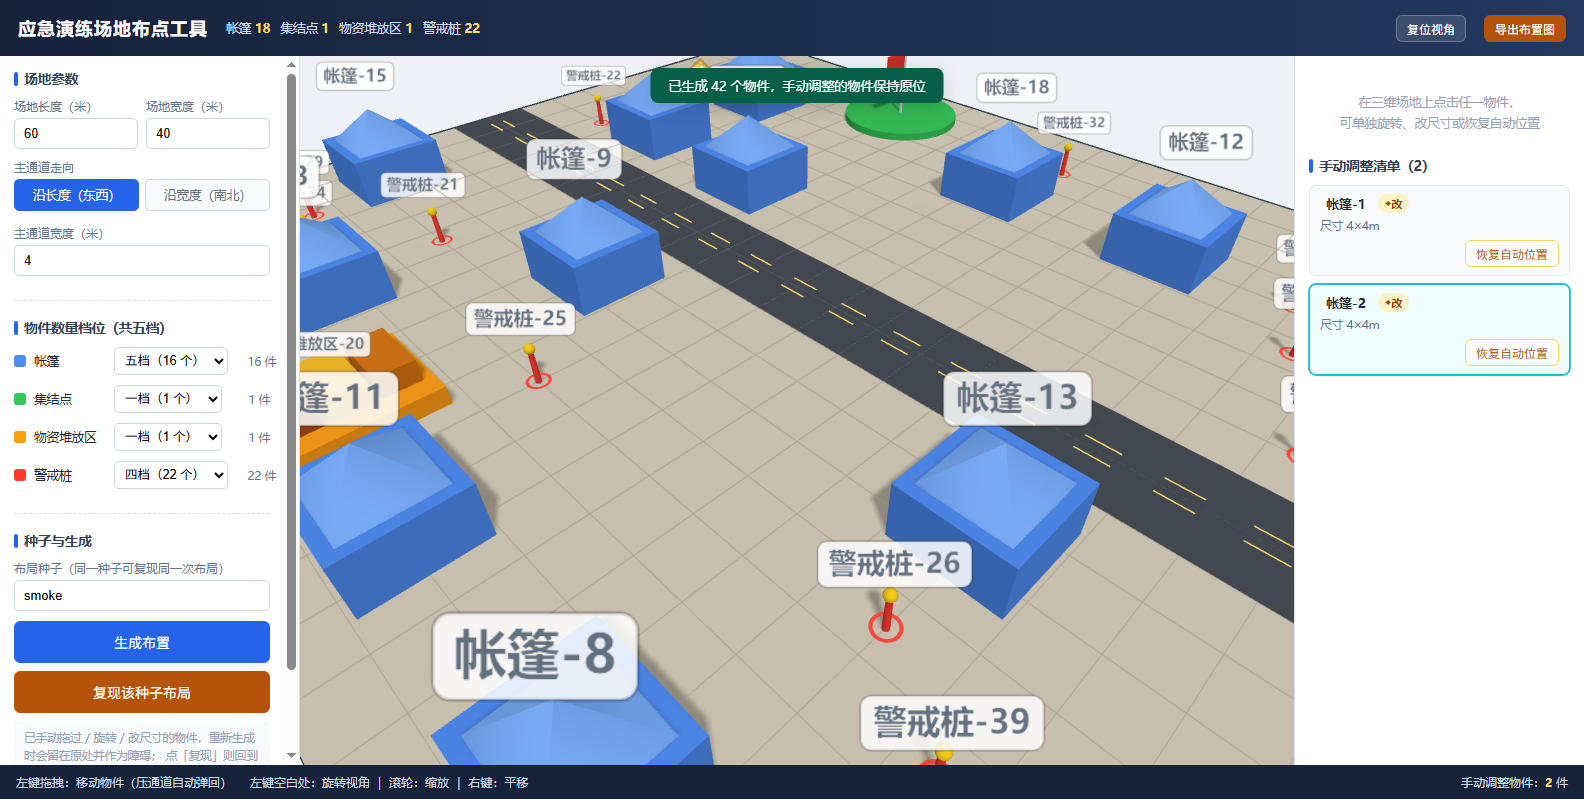 应急演练场地布点工具
帐篷 18 集结点 1 物资堆放区 1 警戒桩 22
复位视角
导出布置图
场地参数
场地长度（米）
场地宽度（米）
60
40
主通道走向
沿长度（东西）
沿宽度（南北）
主通道宽度（米）
4
物件数量档位（共五档）
帐篷 五档（16 个） 16 件
集结点 一档（1 个） 1 件
物资堆放区 一档（1 个） 1 件
警戒桩 四档（22 个） 22 件
种子与生成
布局种子（同一种子可复现同一次布局）
smoke
生成布置
复现该种子布局
已手动拖过 / 旋转 / 改尺寸的物件，重新生成
时会留在原处并作为障碍；点「复现」则回到
已生成 42 个物件，手动调整的物件保持原位
帐篷-15
警戒桩-22
帐篷-18
警戒桩-32
帐篷-12
帐篷-9
警戒桩-21
警戒桩-25
堆放区-20
篷-11
帐篷-13
警戒桩-26
帐篷-8
警戒桩-39
在三维场地上点击任一物件，
可单独旋转、改尺寸或恢复自动位置
手动调整清单（2）
帐篷-1 +改
尺寸 4×4m
恢复自动位置
帐篷-2 +改
尺寸 4×4m
恢复自动位置
左键拖拽：移动物件（压通道自动弹回） 左键空白处：旋转视角 | 滚轮：缩放 | 右键：平移
手动调整物件：2 件